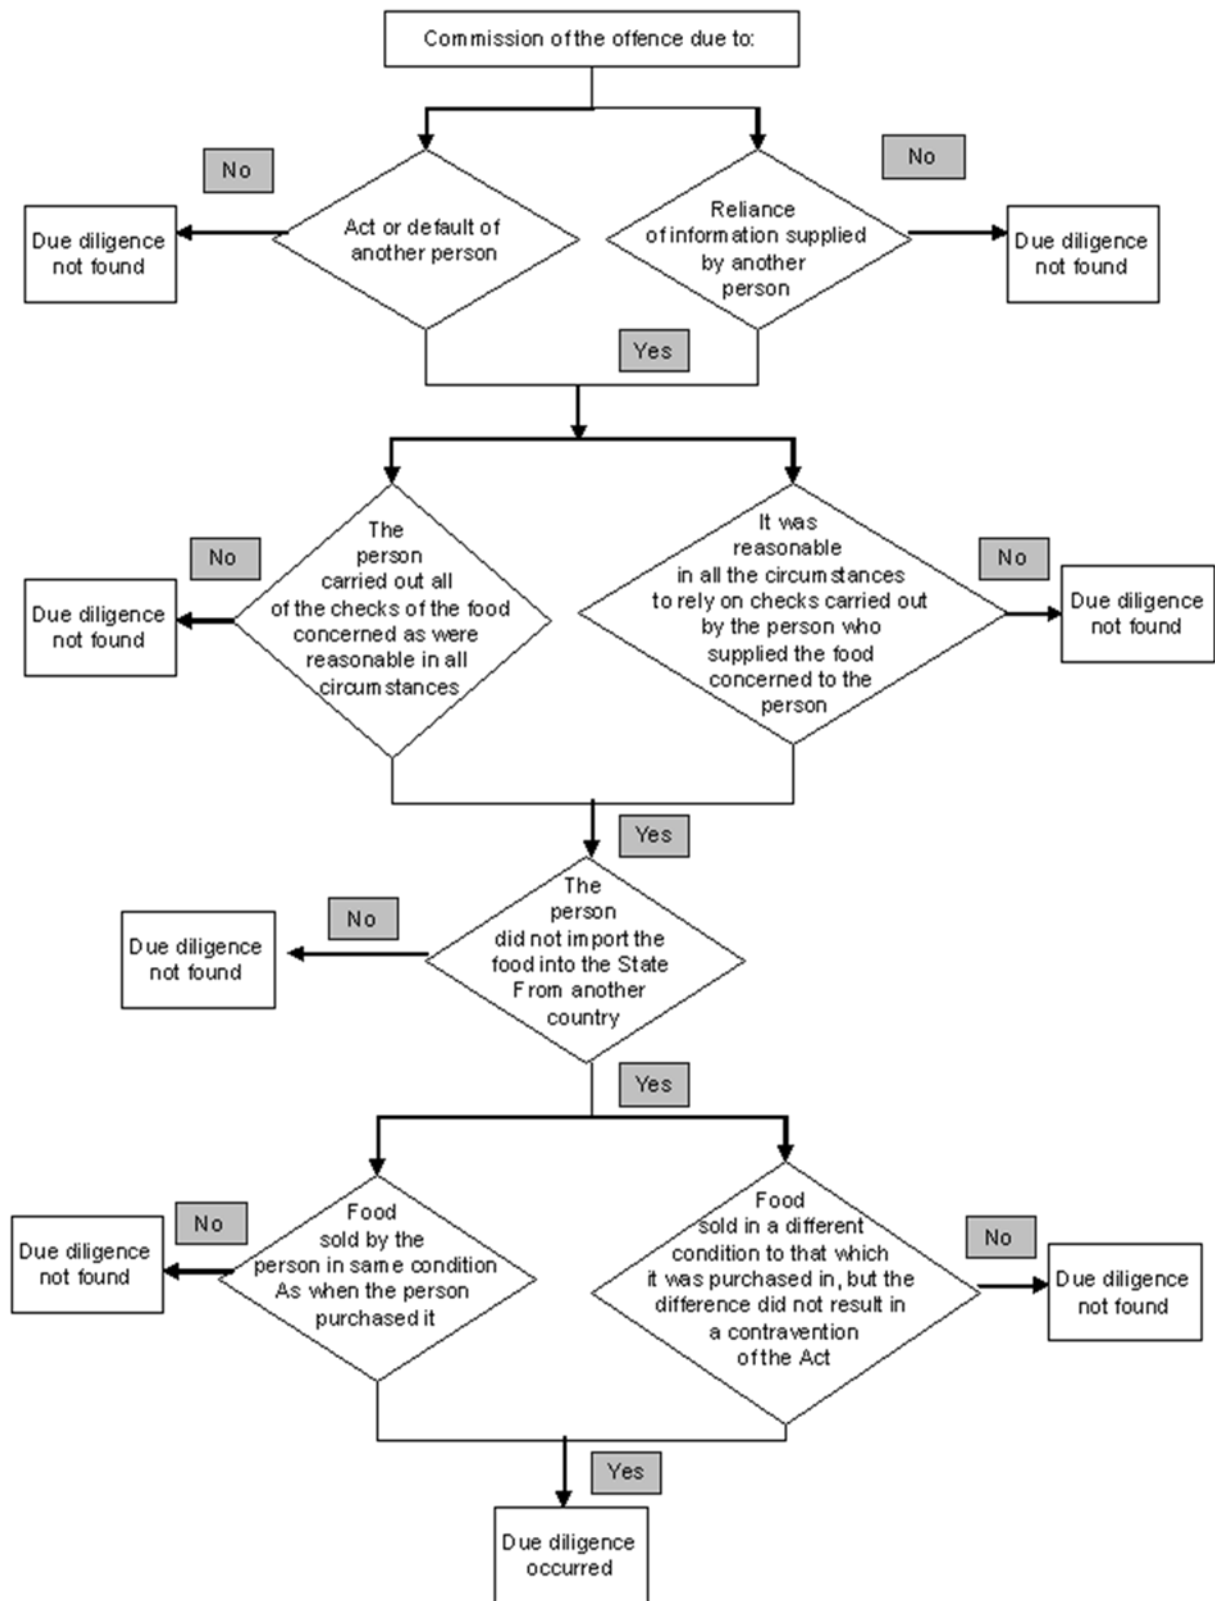 Commission of the offence due to:
No
No
Act or default of
another person
Reliance
of information supplied
by another
person
Due diligence
not found
Due diligence
not found
Yes
The
person
carried out all
of the checks of the food
concerned as were
reasonable in all
circumstances
It was
reasonable
in all the circumstances
to rely on checks carried out
by the person who
supplied the food
concerned to the
person
No
No
Due diligence
not found
Due diligence
not found
Yes
The
person
did not import the
food into the State
From another
country
No
Due diligence
not found
Yes
Food
sold by the
person in same condition
As when the person
purchased it
Food
sold in a different
condition to that which
it was purchased in, but the
difference did not result in
a contravention
of the Act
No
No
Due diligence
not found
Due diligence
not found
Yes
Due diligence
occurred